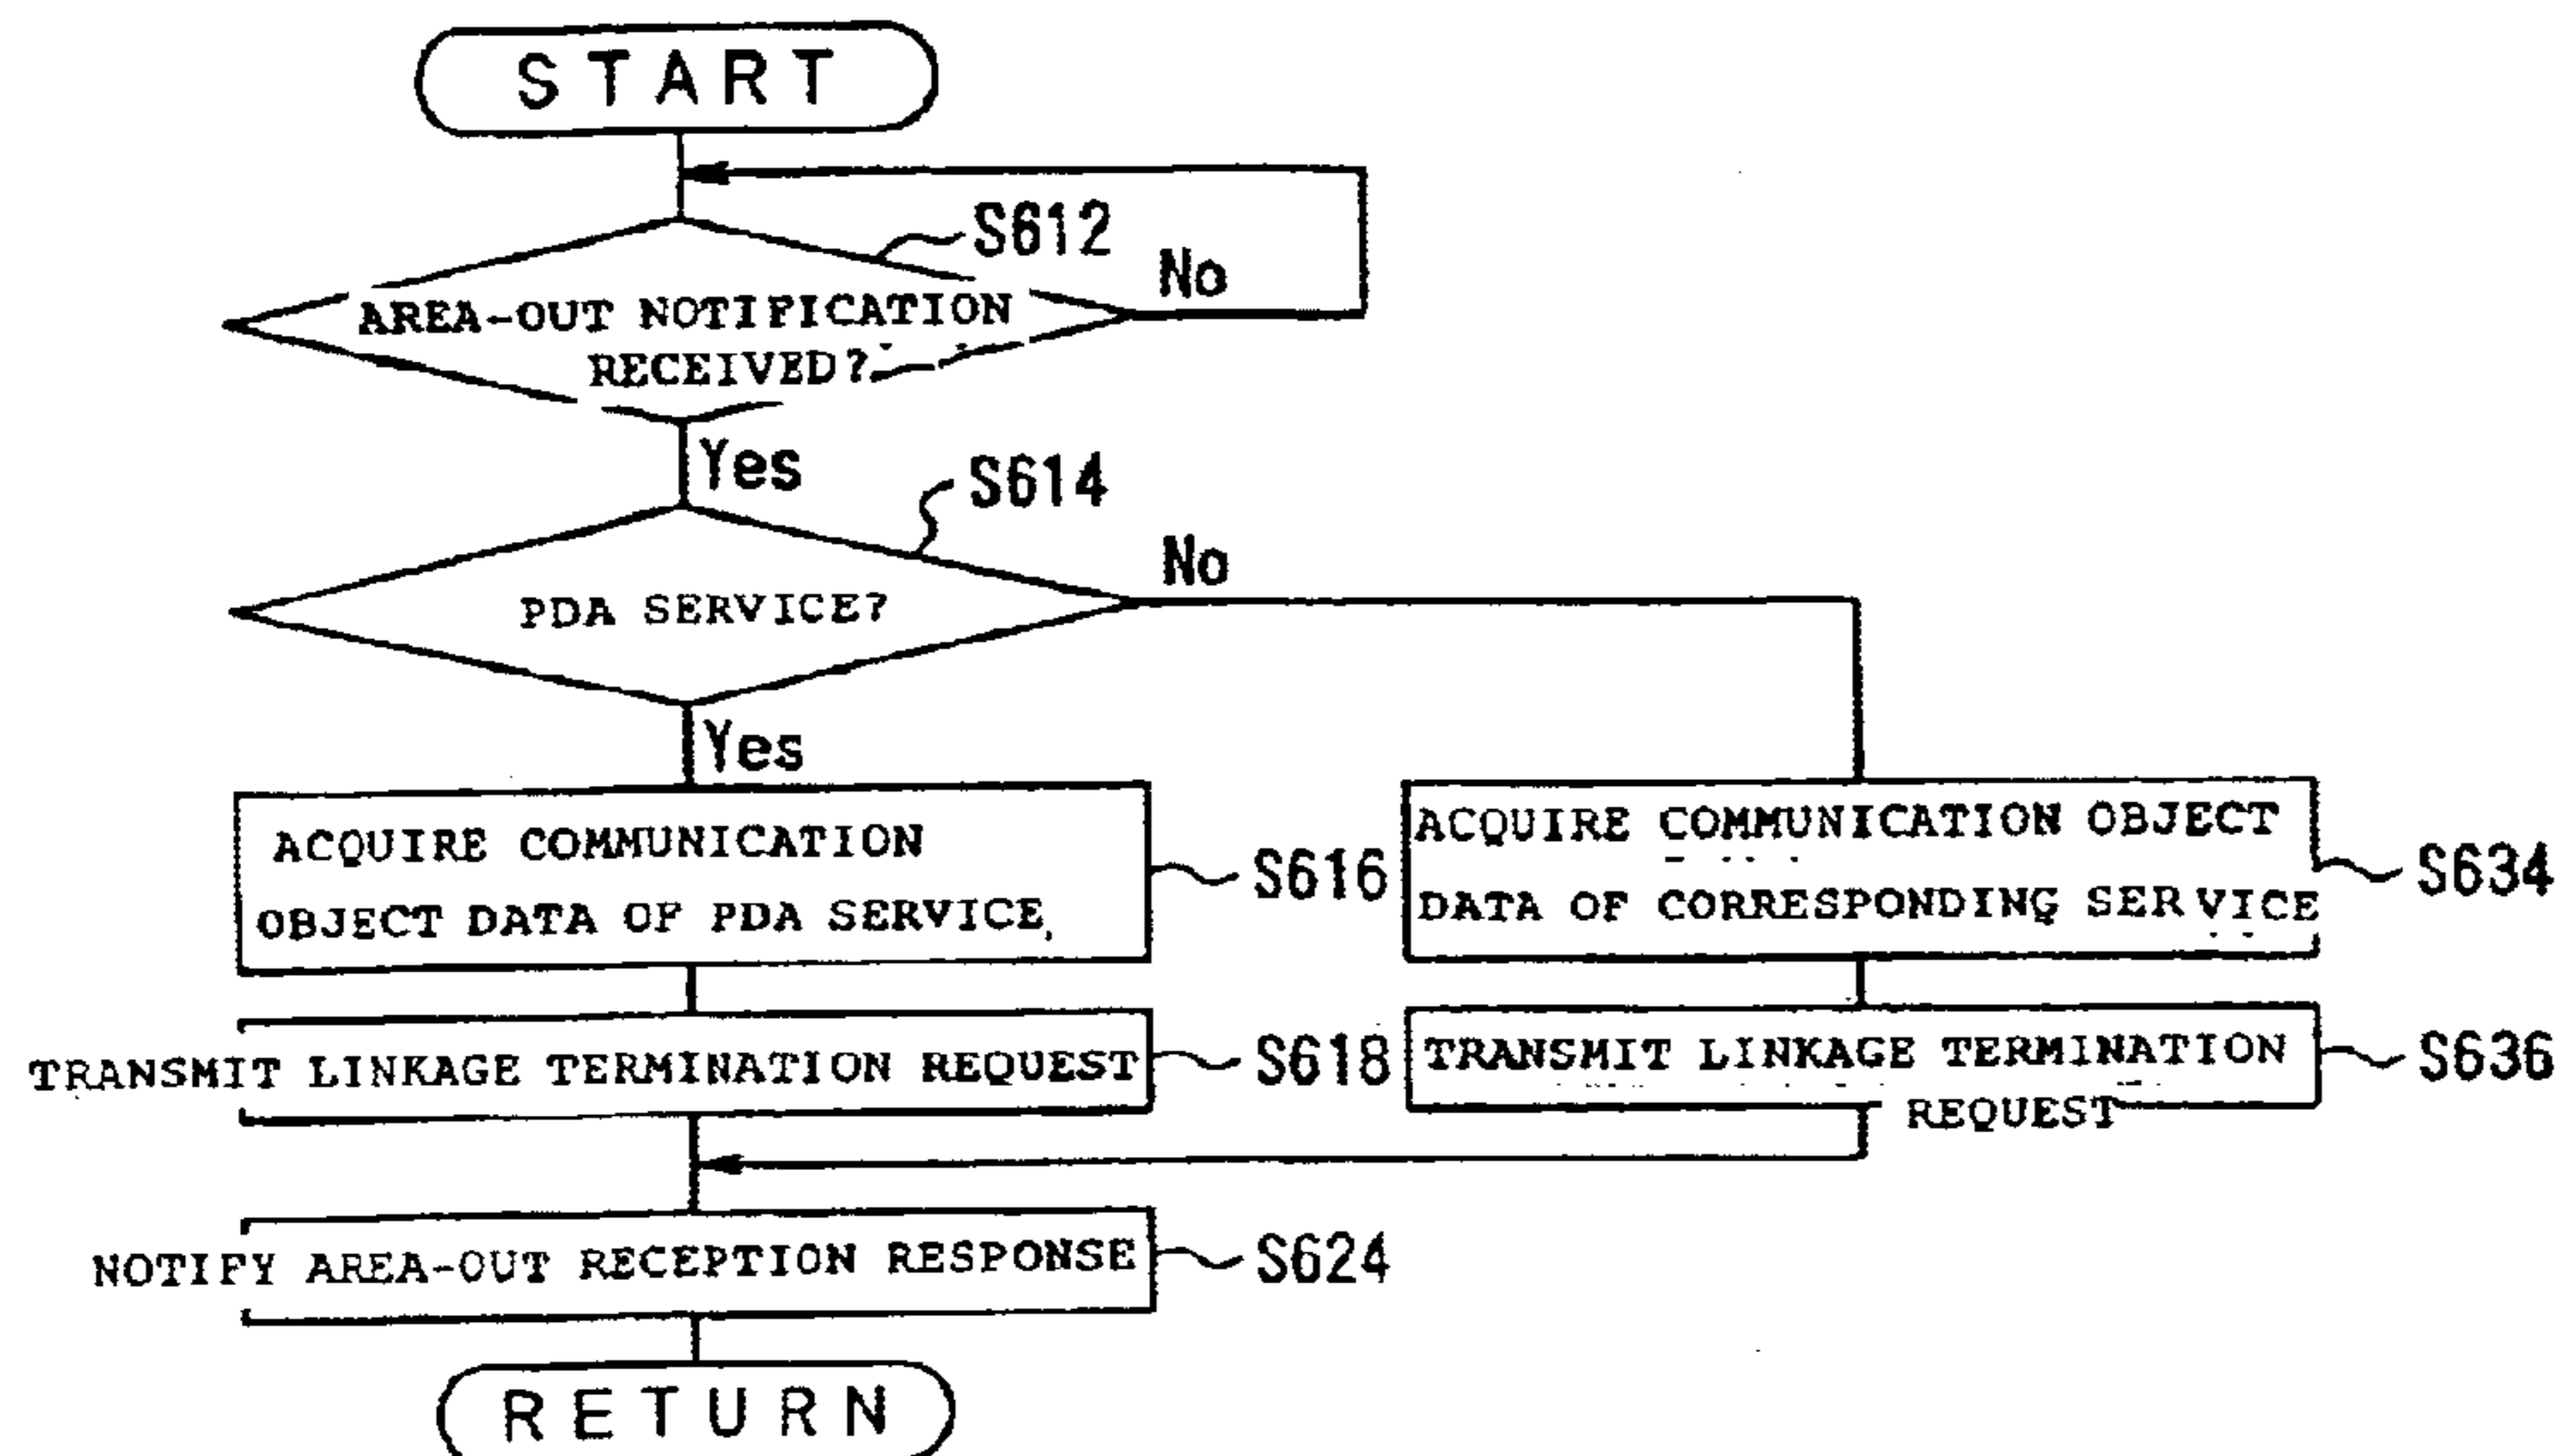 START
S612
No
AREA-OUT NOTIFICATION
RECEIVED?
Yes
S614
No
PDA SERVICE?
Yes
ACQUIRE COMMUNICATION
OBJECT DATA OF PDA SERVICE
S616
ACQUIRE COMMUNICATION OBJECT
DATA OF CORRESPONDING SERVICE
S634
TRANSMIT LINKAGE TERMINATION REQUEST
S618
TRANSMIT LINKAGE TERMINATION
REQUEST
S636
NOTIFY AREA-OUT RECEPTION RESPONSE
S624
RETURN